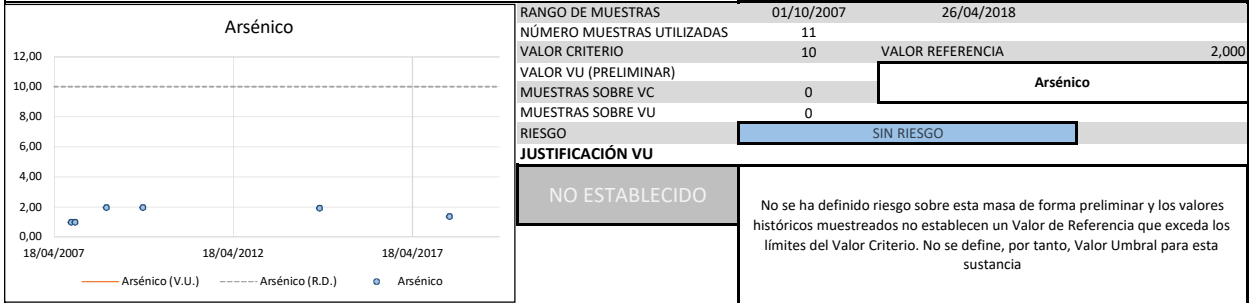 Arsénico
12,00
10,00
8,00
6,00
4,00
2,00
0,00
18/04/2007 18/04/2012 18/04/2017
Arsénico (V.U.) Arsénico (R.D.) Arsénico
RANGO DE MUESTRAS 01/10/2007 26/04/2018
NÚMERO MUESTRAS UTILIZADAS 11
VALOR CRITERIO 10 VALOR REFERENCIA 2,000
VALOR VU (PRELIMINAR)
Arsénico
MUESTRAS SOBRE VC 0
MUESTRAS SOBRE VU 0
RIESGO SIN RIESGO
JUSTIFICACIÓN VU
NO ESTABLECIDO
No se ha definido riesgo sobre esta masa de forma preliminar y los valores
históricos muestreados no establecen un Valor de Referencia que exceda los
límites del Valor Criterio. No se define, por tanto, Valor Umbral para esta
sustancia